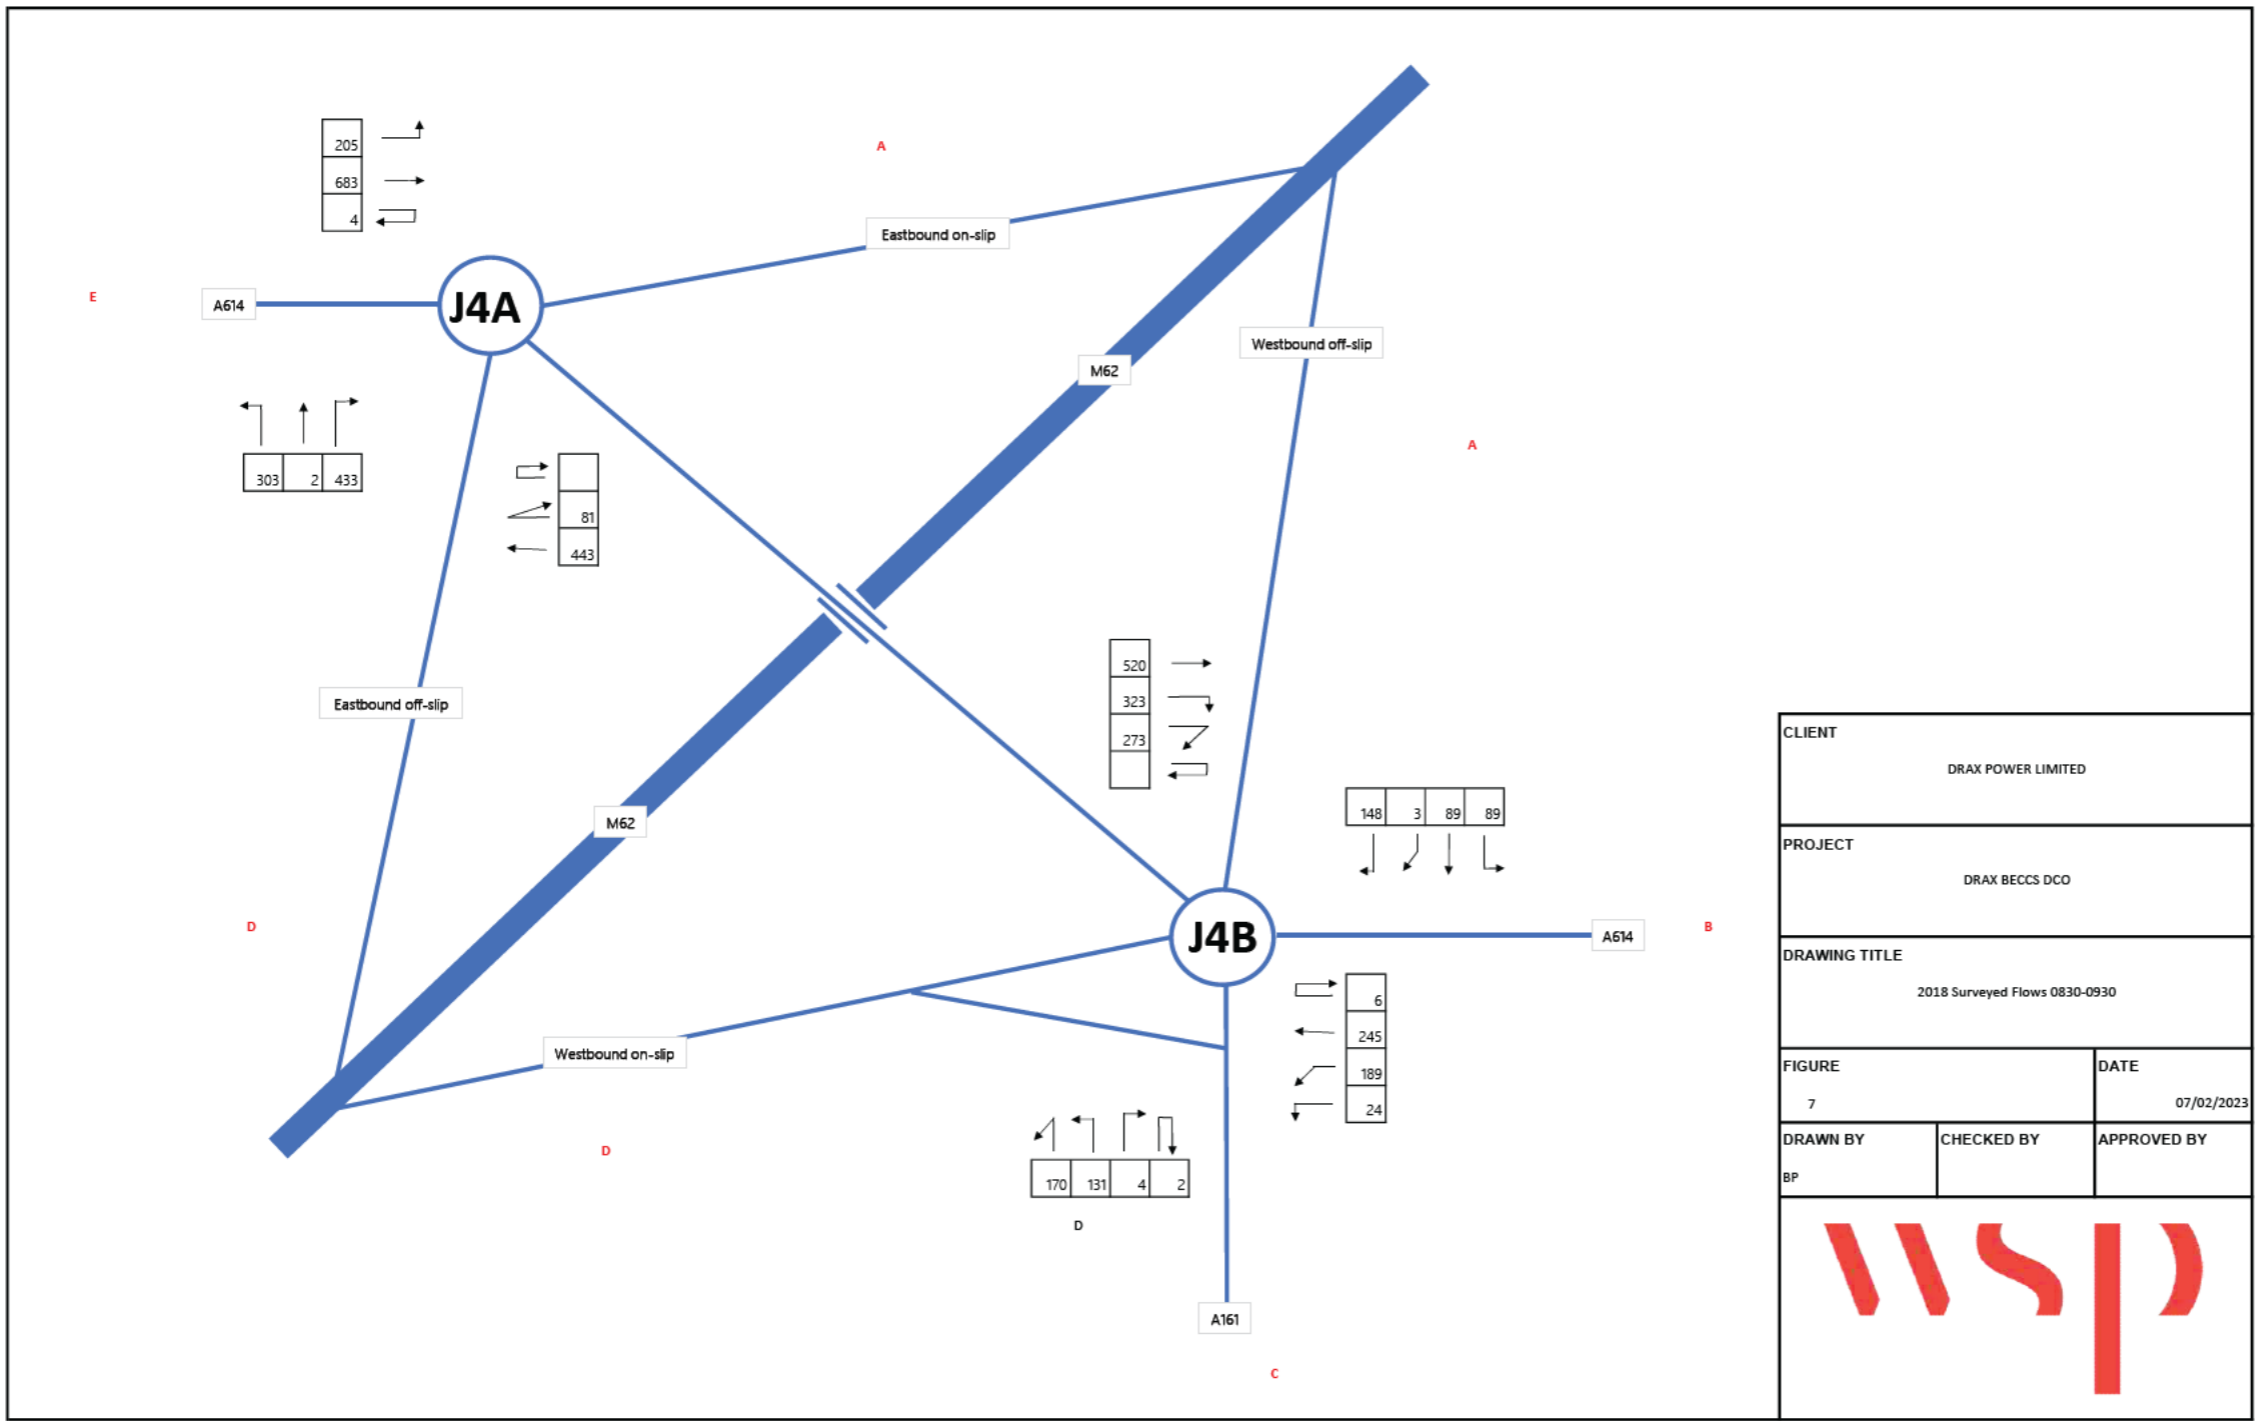 205
683
4
A
Eastbound on-slip
J4A
E
A614
Westbound off-slip
M62
303 2 433
81
443
A
520
323
273
Eastbound off-slip
148 3 89 89
M62
D
J4B
A614
B
6
245
189
24
Westbound on-slip
D
170 131 4 2
D
A161
C
CLIENT
DRAX POWER LIMITED
PROJECT
DRAX BECCS DCO
DRAWING TITLE
2018 Surveyed Flows 0830-0930
FIGURE
7
DATE
07/02/2023
DRAWN BY
BP
CHECKED BY
APPROVED BY
wsp